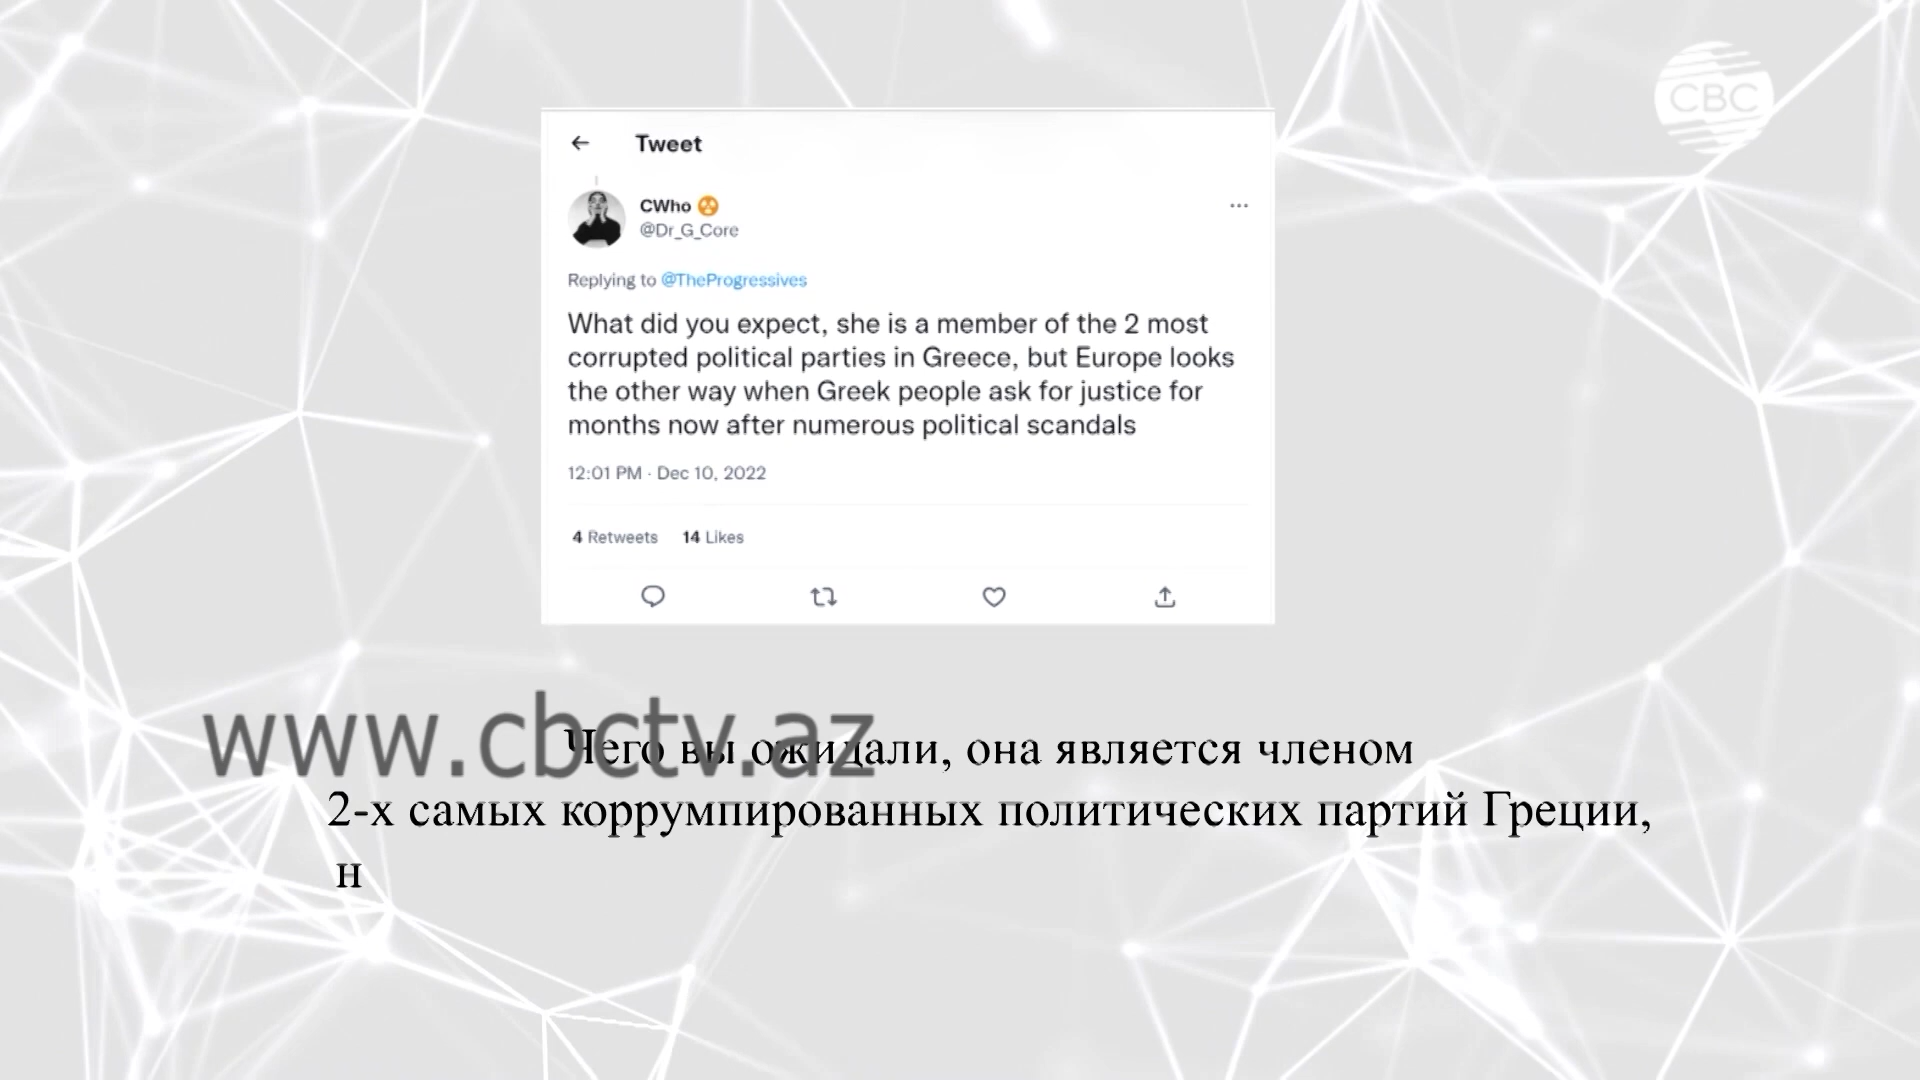 CBC
Tweet
CWho
@Dr_G_Core
Replying to @TheProgressives
What did you expect, she is a member of the 2 most
corrupted political parties in Greece, but Europe looks
the other way when Greek people ask for justice for
months now after numerous political scandals
12:01 PM · Dec 10, 2022
4 Retweets 14 Likes
www.cbctv.az
Чего вы ожидали, она является членом
2-х самых коррумпированных политических партий Греции,
н